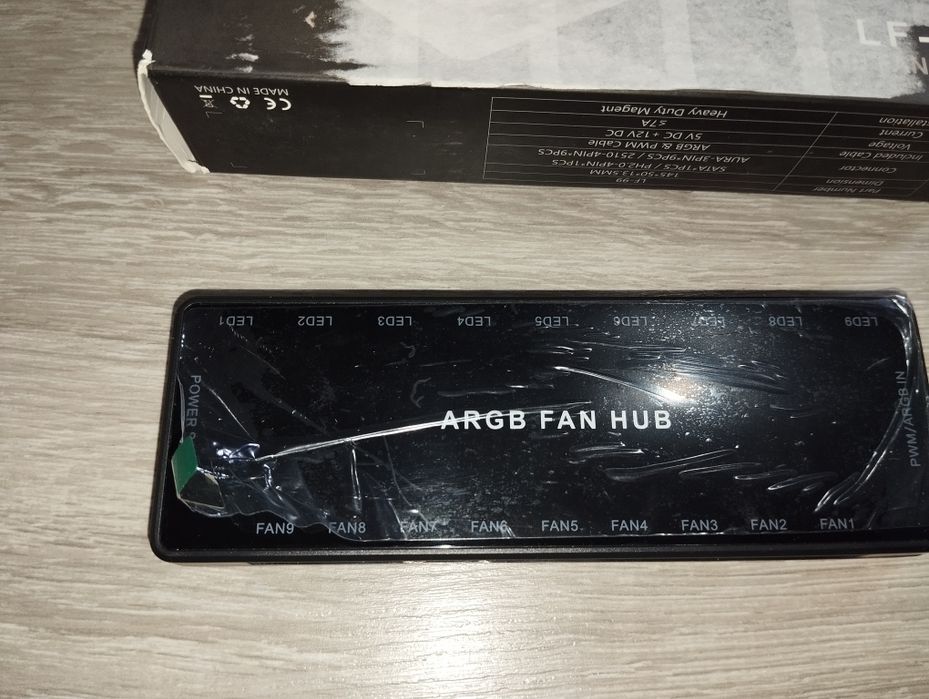 LF-
MADE IN CHINA
CE
Part Number LF-99
Dimension 145*50*13.5MM
Connector SATA*1PCS / PH2.0-4PIN*1PCS
AURA-3PIN*9PCS / 2510-4PIN*9PCS
Included Cable ARGB & PWM Cable
Voltage 5V DC + 12V DC
Current ≤7A
Heavy Duty Magent
LED1 LED2 LED3 LED4 LED5 LED6 LED7 LED8 LED9
POWER
ARGB FAN HUB
PWM/ARGB IN
FAN9 FAN8 FAN7 FAN6 FAN5 FAN4 FAN3 FAN2 FAN1